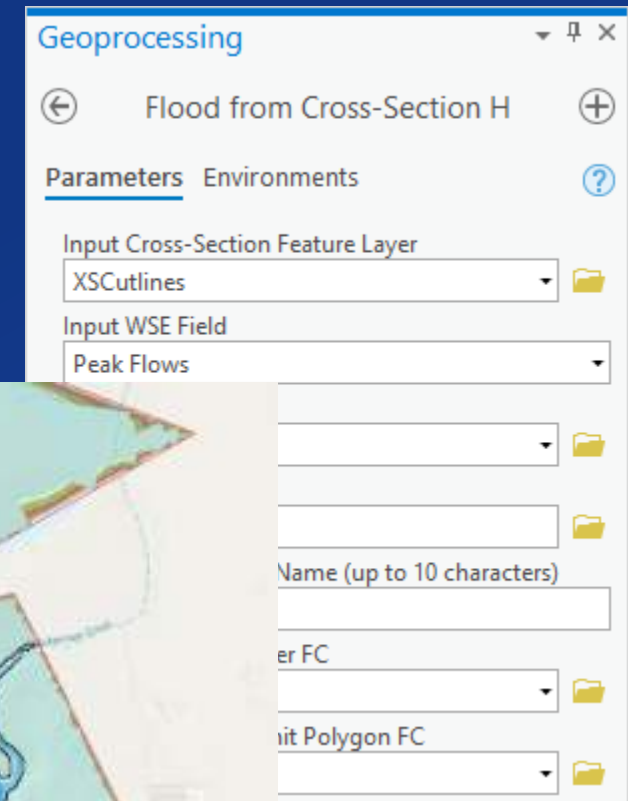 Geoprocessing
Flood from Cross-Section H
Parameters Environments
Input Cross-Section Feature Layer
XSCutlines
Input WSE Field
Peak Flows
Name (up to 10 characters)
er FC
it Polygon FC